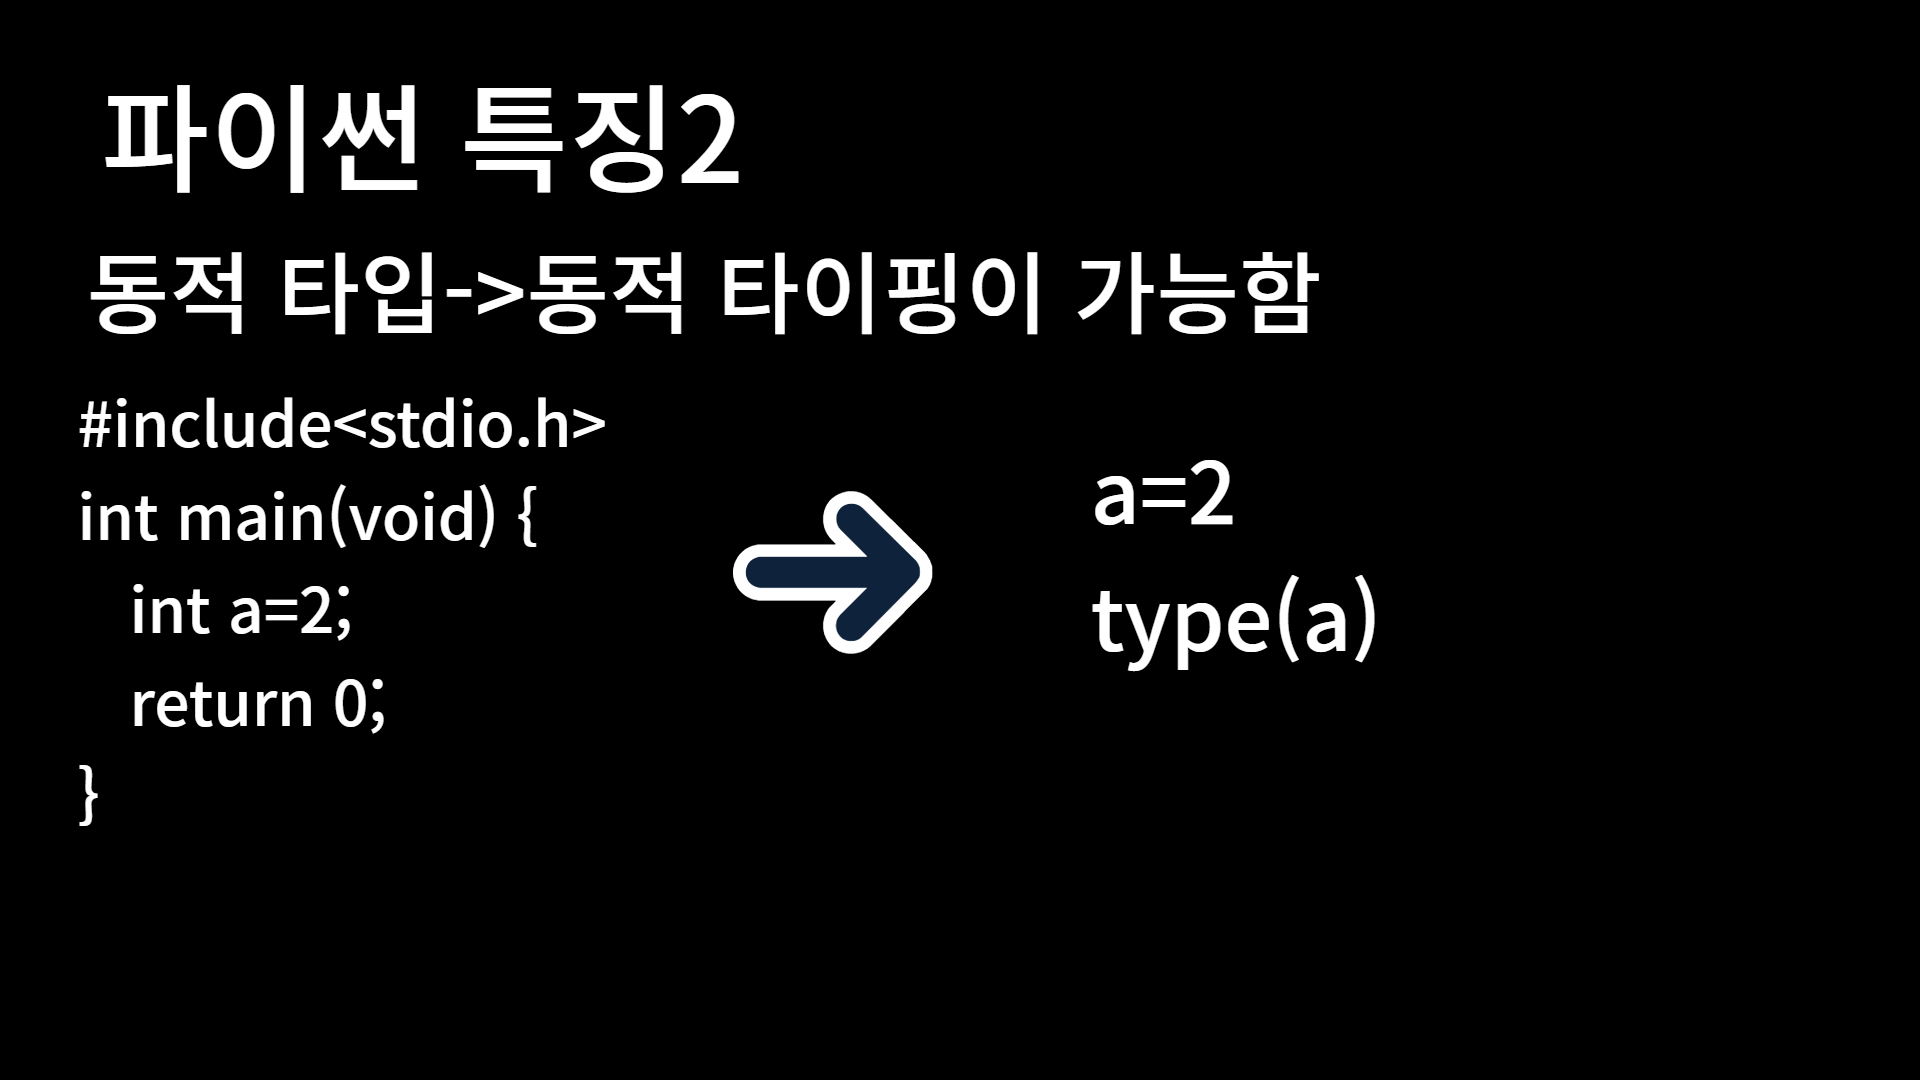 파이썬 특징2
동적 타입->동적 타이핑이 가능함
#include<stdio.h>
int main(void) {
int a=2;
return 0;
}
a=2
type(a)